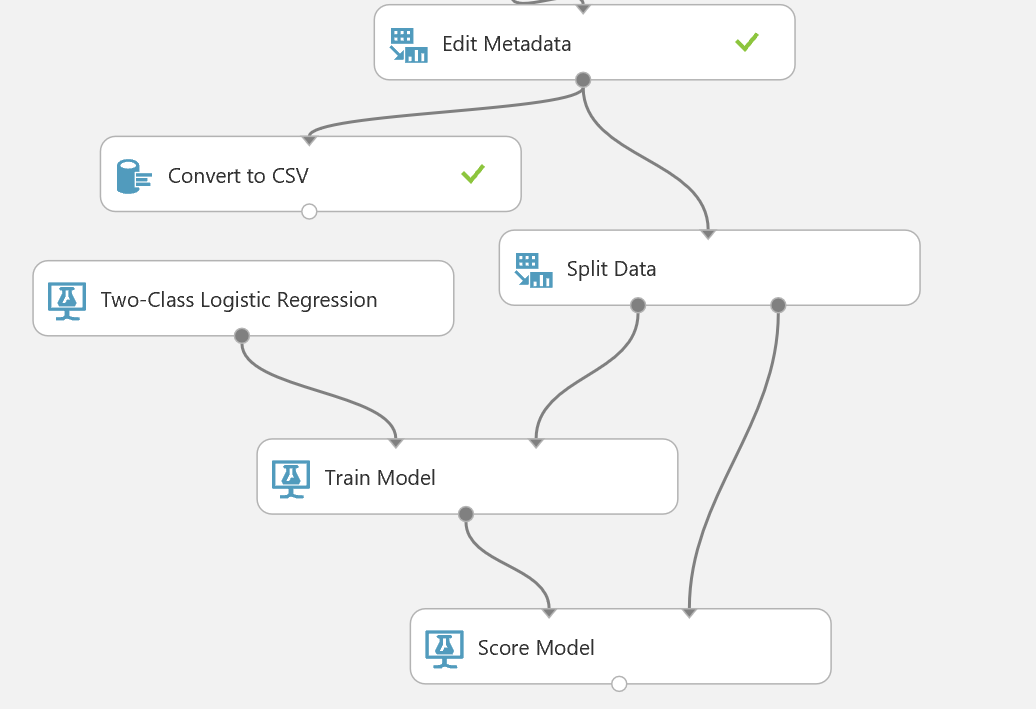 Edit Metadata
Convert to CSV
Split Data
Two-Class Logistic Regression
Train Model
Score Model